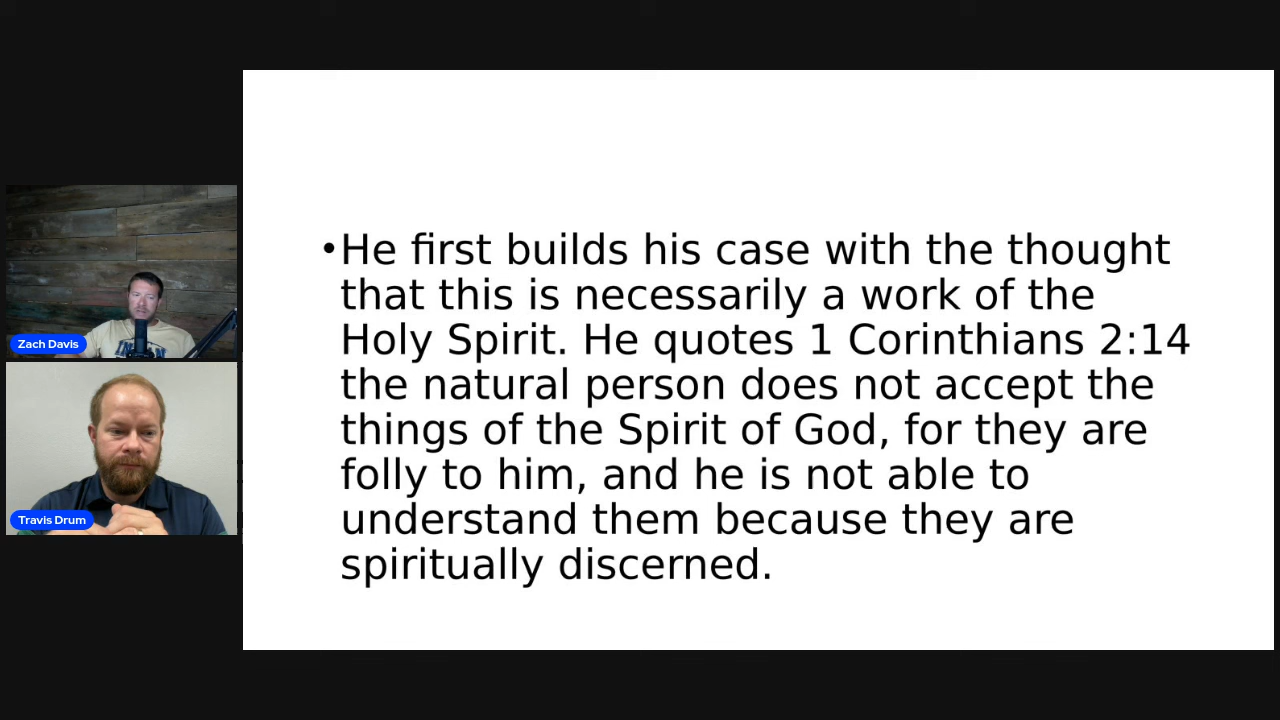 Zach Davis
Travis Drum
•He first builds his case with the thought
that this is necessarily a work of the
Holy Spirit. He quotes 1 Corinthians 2:14
the natural person does not accept the
things of the Spirit of God, for they are
folly to him, and he is not able to
understand them because they are
spiritually discerned.